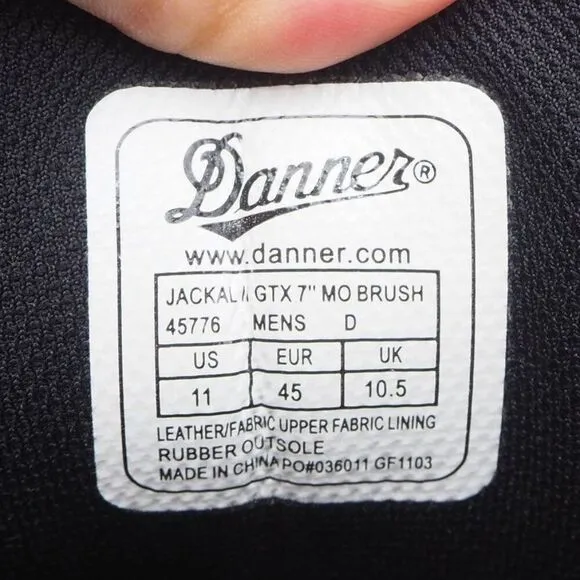 Danner®
www.danner.com
JACKAL II GTX 7" MO BRUSH
45776 MENS D
US EUR UK
11 45 10.5
LEATHER/FABRIC UPPER FABRIC LINING
RUBBER OUTSOLE
MADE IN CHINA PO#036011 GF1103